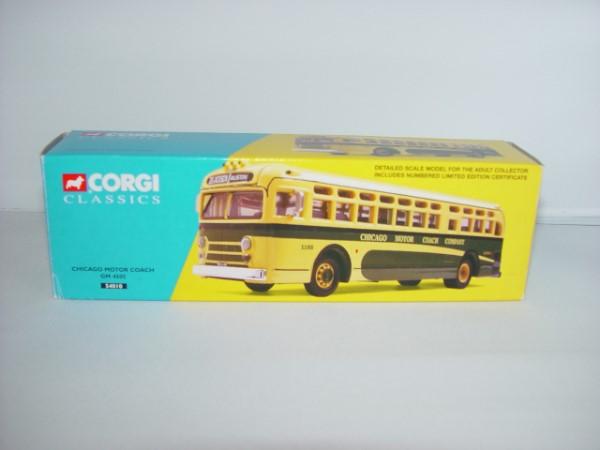 CORGI
CLASSICS
CHICAGO MOTOR COACH
GM 4505
54010
DETAILED SCALE MODEL FOR THE ADULT COLLECTOR
INCLUDES NUMBERED LIMITED EDITION CERTIFICATE
AUSTIN
CHICAGO MOTOR COACH COMPANY